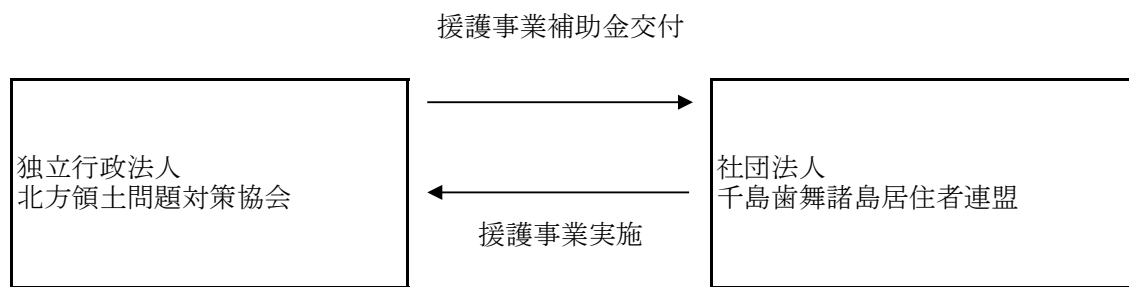 援護事業補助金交付
独立行政法人
北方領土問題対策協会
社団法人
千島歯舞諸島居住者連盟
援護事業実施